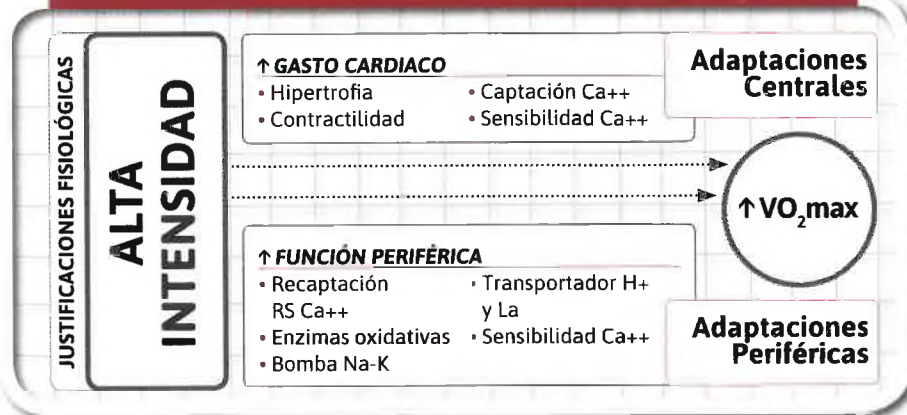 JUSTIFICACIONES FISIOLÓGICAS
ALTA
INTENSIDAD
↑ GASTO CARDIACO
• Hipertrofia
• Contractilidad
• Captación Ca++
• Sensibilidad Ca++
Adaptaciones
Centrales
↑ VO₂max
↑ FUNCIÓN PERIFÉRICA
• Recaptación
RS Ca++
• Enzimas oxidativas
• Bomba Na-K
• Transportador H+
y La
• Sensibilidad Ca++
Adaptaciones
Periféricas